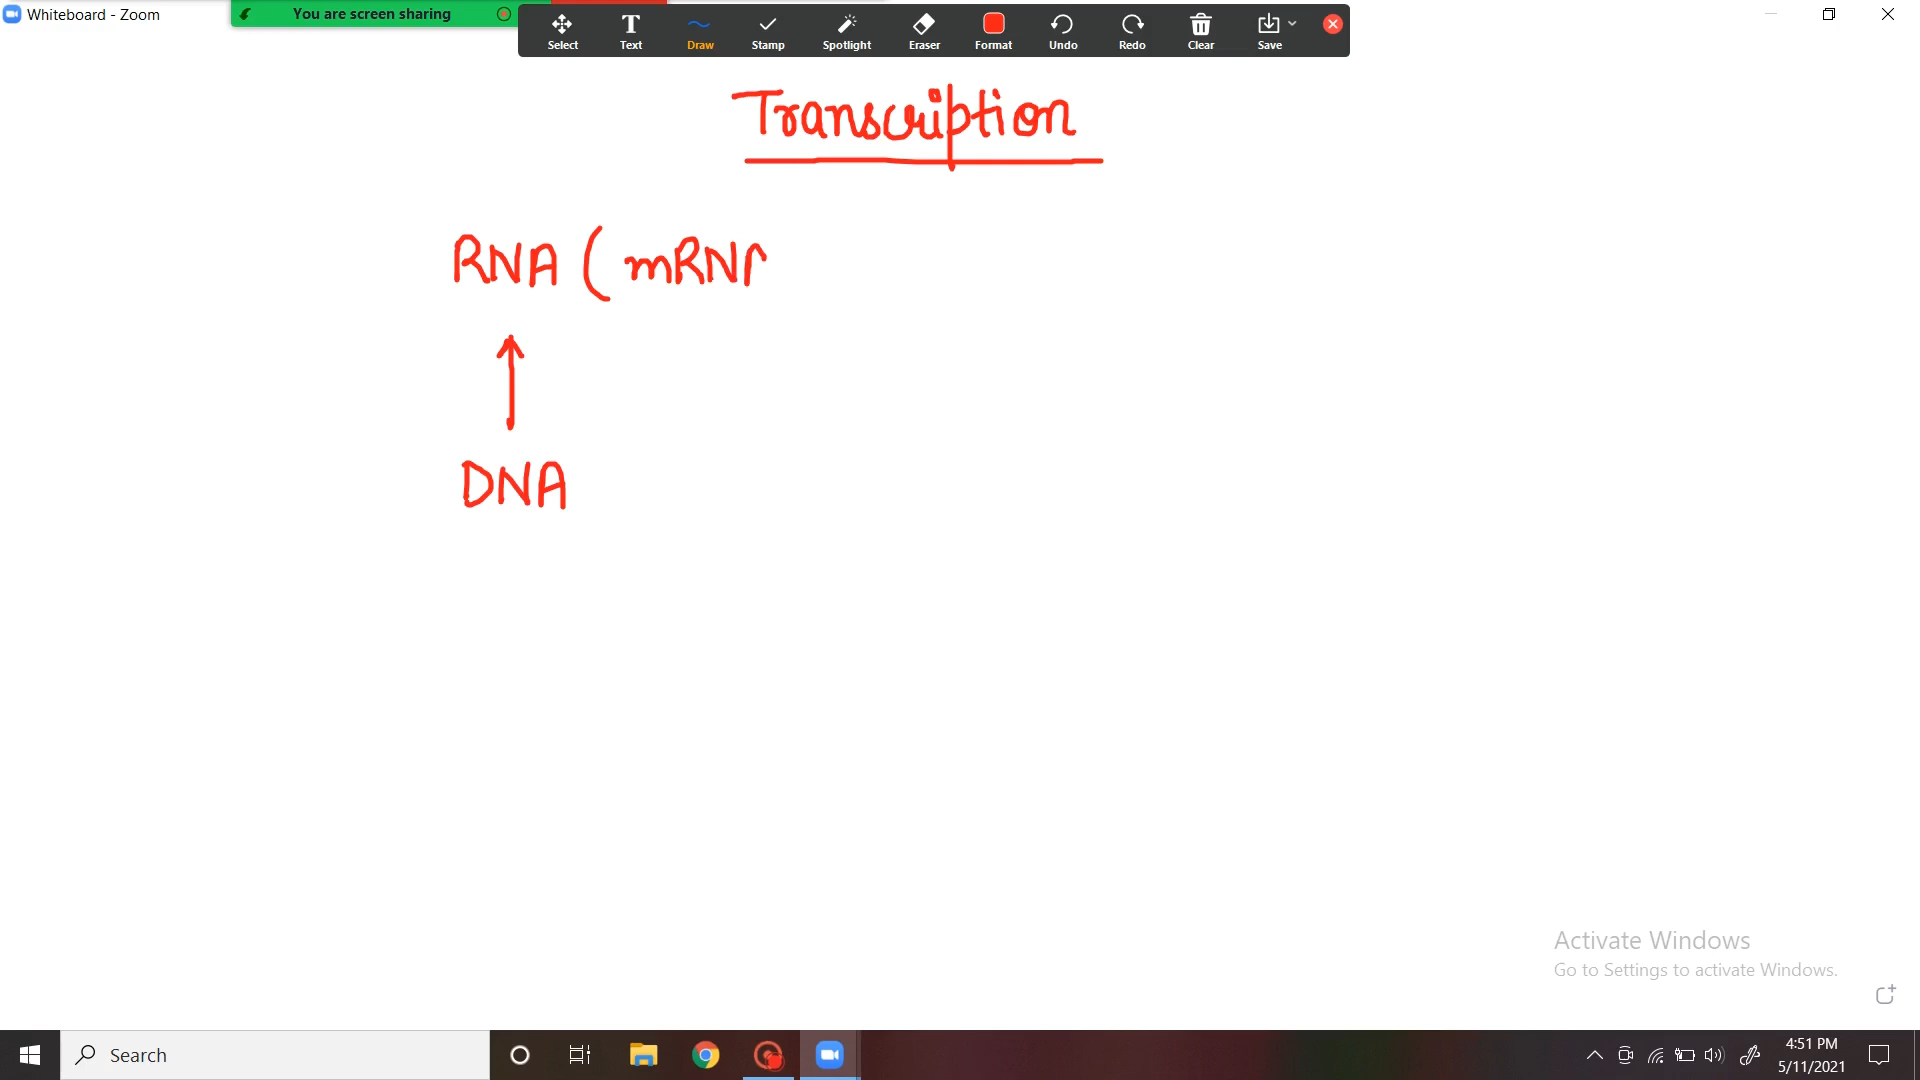 Whiteboard - Zoom
You are screen sharing
Select Text Draw Stamp Spotlight Eraser Format Undo Redo Clear Save
Transcription
RNA ( mRN
DNA
Activate Windows
Go to Settings to activate Windows.
Search
4:51 PM
5/11/2021